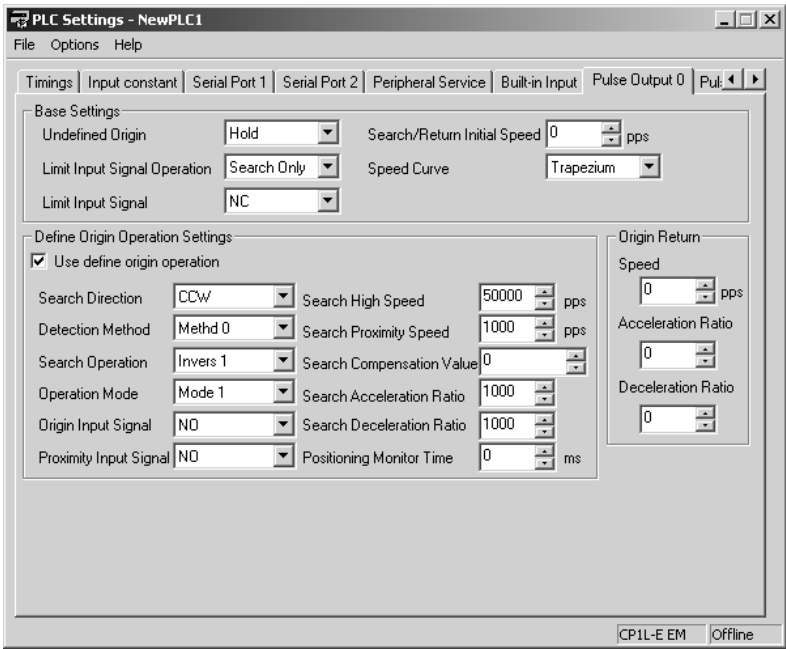 PLC Settings - NewPLC1
File Options Help
Timings Input constant Serial Port 1 Serial Port 2 Peripheral Service Built-in Input Pulse Output 0 Pul
Base Settings
Undefined Origin Hold Search/Return Initial Speed 0 pps
Limit Input Signal Operation Search Only Speed Curve Trapezium
Limit Input Signal NC
Define Origin Operation Settings Origin Return
Use define origin operation Speed
0 pps
Search Direction CCW Search High Speed 50000 pps
Detection Method Methd 0 Search Proximity Speed 1000 pps Acceleration Ratio
Search Operation Invers 1 Search Compensation Value 0 0
Operation Mode Mode 1 Search Acceleration Ratio 1000 Deceleration Ratio
Origin Input Signal NO Search Deceleration Ratio 1000 0
Proximity Input Signal NO Positioning Monitor Time 0 ms
CP1L-E EM Offline